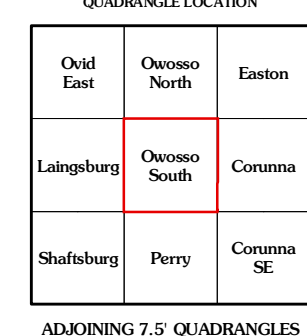 QUADRANGLE LOCATION
Ovid
East
Owosso
North
Easton
Laingsburg
Owosso
South
Corunna
Shaftsburg
Perry
Corunna
SE
ADJOINING 7.5' QUADRANGLES